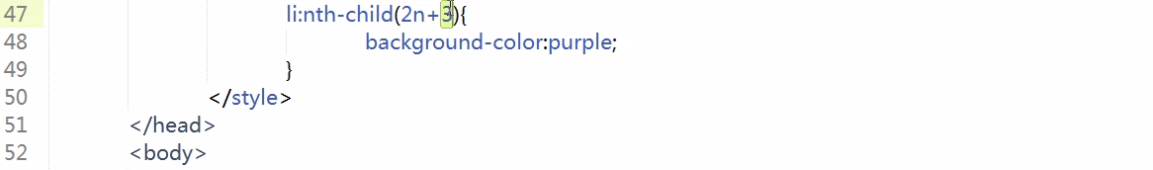 47 li:nth-child(2n+3){
48 background-color:purple;
49 }
50 </style>
51 </head>
52 <body>